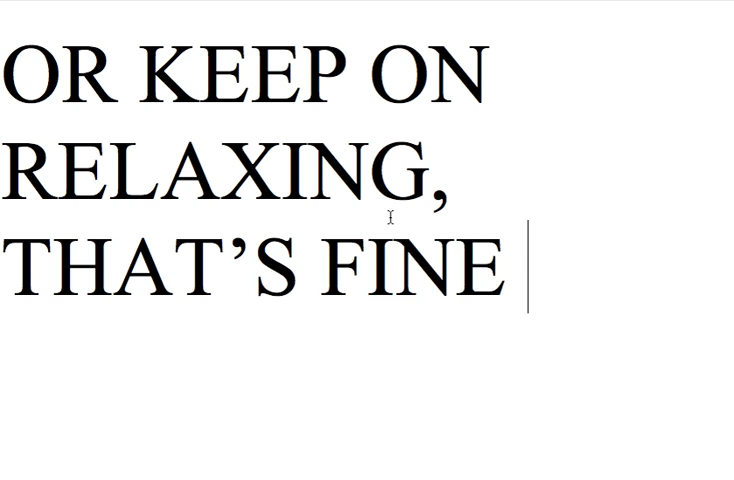 OR KEEP ON
RELAXING,
THAT’S FINE